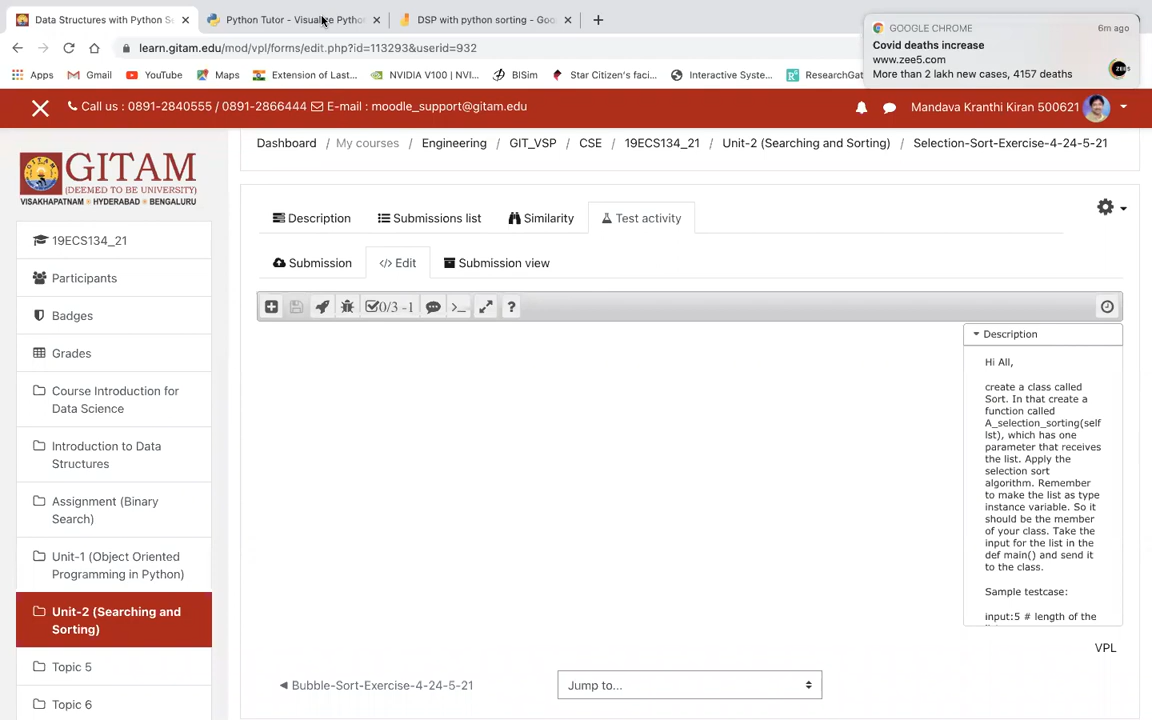 Data Structures with Python S
Python Tutor - Visualize Pytho
DSP with python sorting - Goo
GOOGLE CHROME
6m ago
Covid deaths increase
www.zee5.com
More than 2 lakh new cases, 4157 deaths
learn.gitam.edu/mod/vpl/forms/edit.php?id=113293&userid=932
Apps
Gmail
YouTube
Maps
Extension of Last...
NVIDIA V100 | NVI...
BISim
Star Citizen's faci...
Interactive Syste...
ResearchGat
Call us : 0891-2840555 / 0891-2866444 E-mail : moodle_support@gitam.edu
Mandava Kranthi Kiran 500621
Dashboard / My courses / Engineering / GIT_VSP / CSE / 19ECS134_21 / Unit-2 (Searching and Sorting) / Selection-Sort-Exercise-4-24-5-21
GITAM
(DEEMED TO BE UNIVERSITY)
VISAKHAPATNAM * HYDERABAD * BENGALURU
19ECS134_21
Participants
Badges
Grades
Course Introduction for
Data Science
Introduction to Data
Structures
Assignment (Binary
Search)
Unit-1 (Object Oriented
Programming in Python)
Unit-2 (Searching and
Sorting)
Topic 5
Topic 6
Description
Submissions list
Similarity
Test activity
Submission
</> Edit
Submission view
0/3 -1
>_
?
Description
Hi All,
create a class called
Sort. In that create a
function called
A_selection_sorting(self
lst), which has one
parameter that receives
the list. Apply the
selection sort
algorithm. Remember
to make the list as type
instance variable. So it
should be the member
of your class. Take the
input for the list in the
def main() and send it
to the class.
Sample testcase:
input:5 # length of the
VPL
◄ Bubble-Sort-Exercise-4-24-5-21
Jump to...